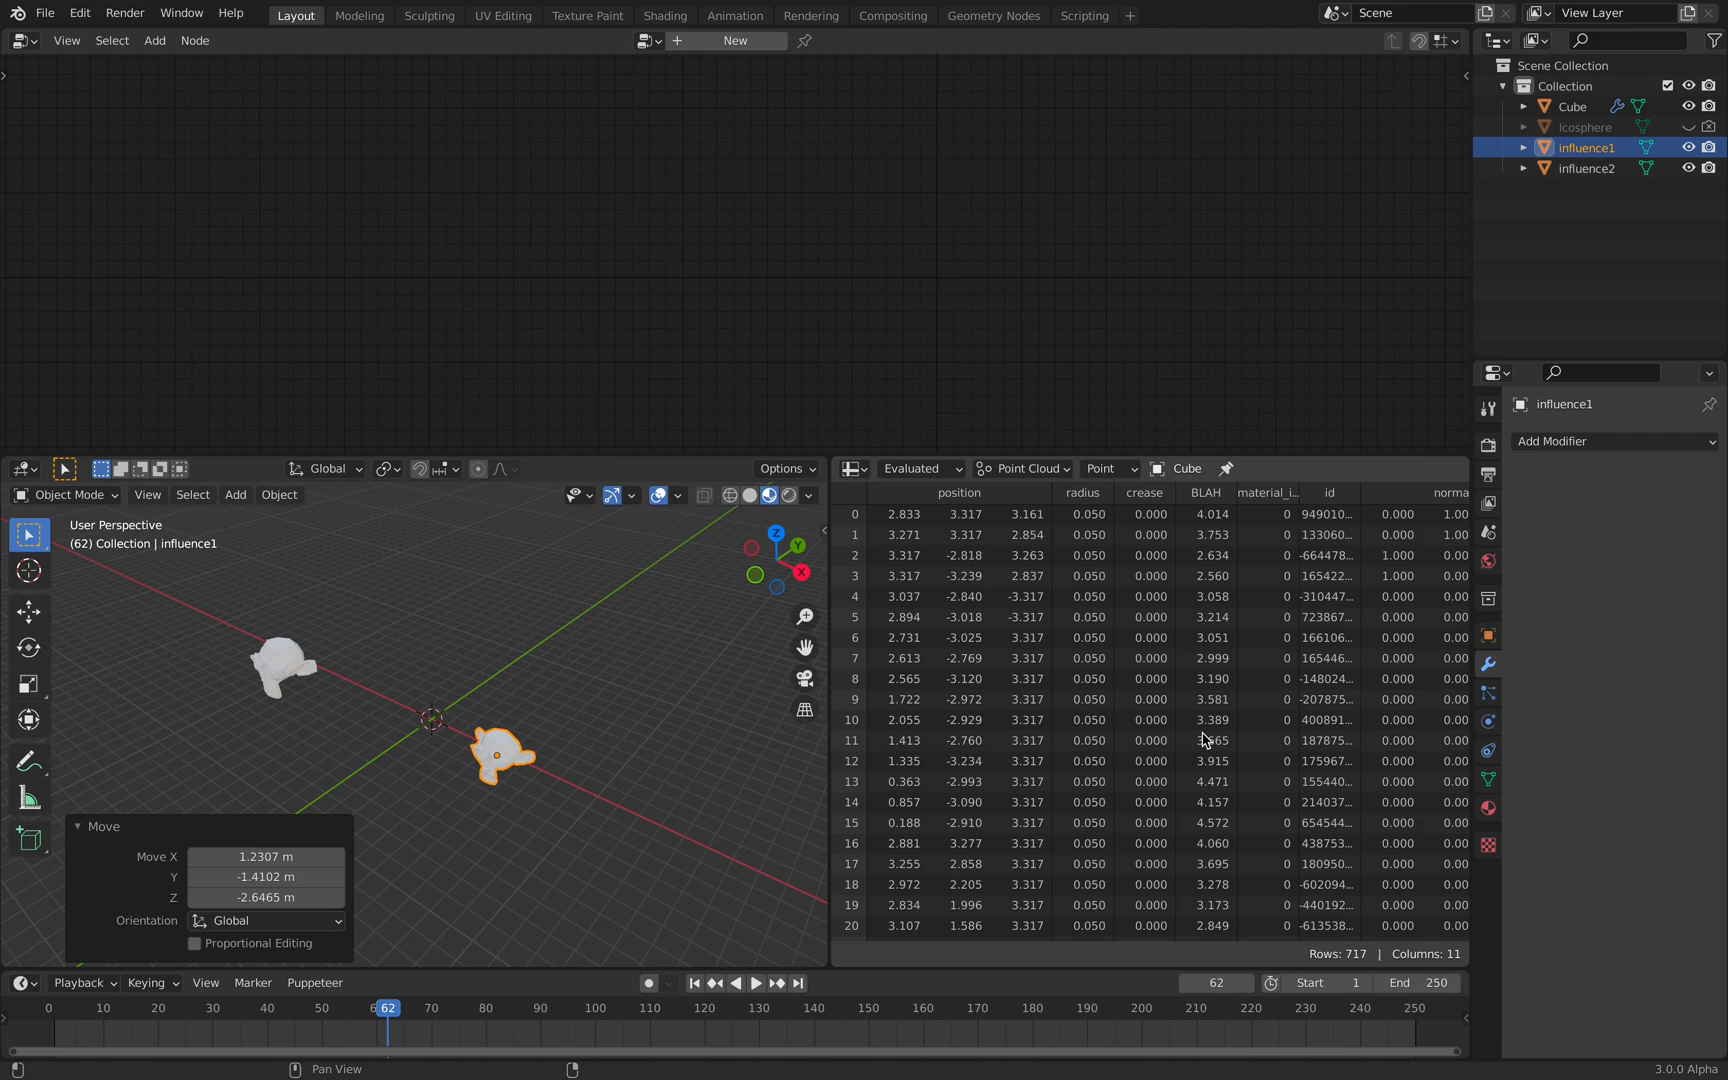 File Edit Render Window Help Layout Modeling Sculpting UV Editing Texture Paint Shading Animation Rendering Compositing Geometry Nodes Scripting + Scene View Layer
View Select Add Node + New
Scene Collection
Collection
Cube
Icosphere
influence1
influence2
influence1
Add Modifier
Global Options
Object Mode View Select Add Object
User Perspective
(62) Collection | influence1
Z
Y
X
Move
Move X 1.2307 m
Y -1.4102 m
Z -2.6465 m
Orientation Global
Proportional Editing
Evaluated Point Cloud Point Cube
position radius crease BLAH material_i... id norma
0 2.833 3.317 3.161 0.050 0.000 4.014 0 949010... 0.000 1.00
1 3.271 3.317 2.854 0.050 0.000 3.753 0 133060... 0.000 1.00
2 3.317 -2.818 3.263 0.050 0.000 2.634 0 -664478... 1.000 0.00
3 3.317 -3.239 2.837 0.050 0.000 2.560 0 165422... 1.000 0.00
4 3.037 -2.840 -3.317 0.050 0.000 3.058 0 -310447... 0.000 0.00
5 2.894 -3.018 -3.317 0.050 0.000 3.214 0 723867... 0.000 0.00
6 2.731 -3.025 3.317 0.050 0.000 3.051 0 166106... 0.000 0.00
7 2.613 -2.769 3.317 0.050 0.000 2.999 0 165446... 0.000 0.00
8 2.565 -3.120 3.317 0.050 0.000 3.190 0 -148024... 0.000 0.00
9 1.722 -2.972 3.317 0.050 0.000 3.581 0 -207875... 0.000 0.00
10 2.055 -2.929 3.317 0.050 0.000 3.389 0 400891... 0.000 0.00
11 1.413 -2.760 3.317 0.050 0.000 0 187875... 0.000 0.00
12 1.335 -3.234 3.317 0.050 0.000 3.915 0 175967... 0.000 0.00
13 0.363 -2.993 3.317 0.050 0.000 4.471 0 155440... 0.000 0.00
14 0.857 -3.090 3.317 0.050 0.000 4.157 0 214037... 0.000 0.00
15 0.188 -2.910 3.317 0.050 0.000 4.572 0 654544... 0.000 0.00
16 2.881 3.277 3.317 0.050 0.000 4.060 0 438753... 0.000 0.00
17 3.255 2.858 3.317 0.050 0.000 3.695 0 180950... 0.000 0.00
18 2.972 2.205 3.317 0.050 0.000 3.278 0 -602094... 0.000 0.00
19 2.834 1.996 3.317 0.050 0.000 3.173 0 -440192... 0.000 0.00
20 3.107 1.586 3.317 0.050 0.000 2.849 0 -613538... 0.000 0.00
Rows: 717 | Columns: 11
Playback Keying View Marker Puppeteer 62 Start 1 End 250
0 10 20 30 40 50 6 62 70 80 90 100 110 120 130 140 150 160 170 180 190 200 210 220 230 240 250
Pan View 3.0.0 Alpha